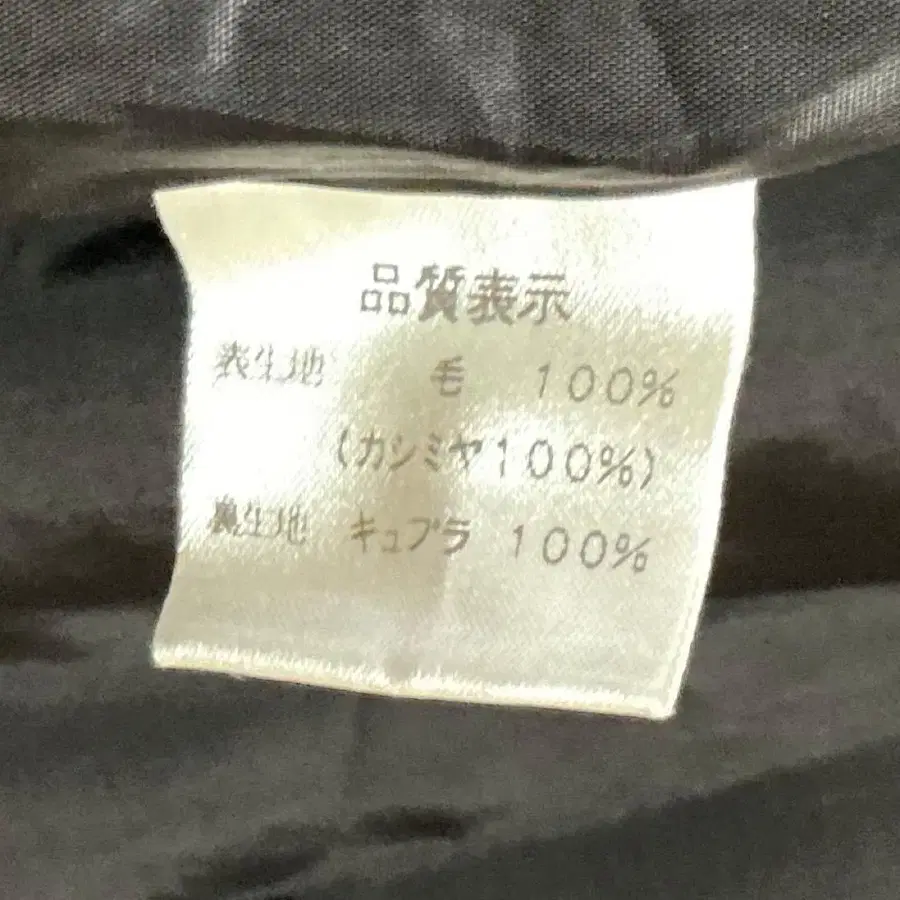 品質表示
表生地 毛 100%
(カシミヤ100%)
裏生地 キュプラ 100%